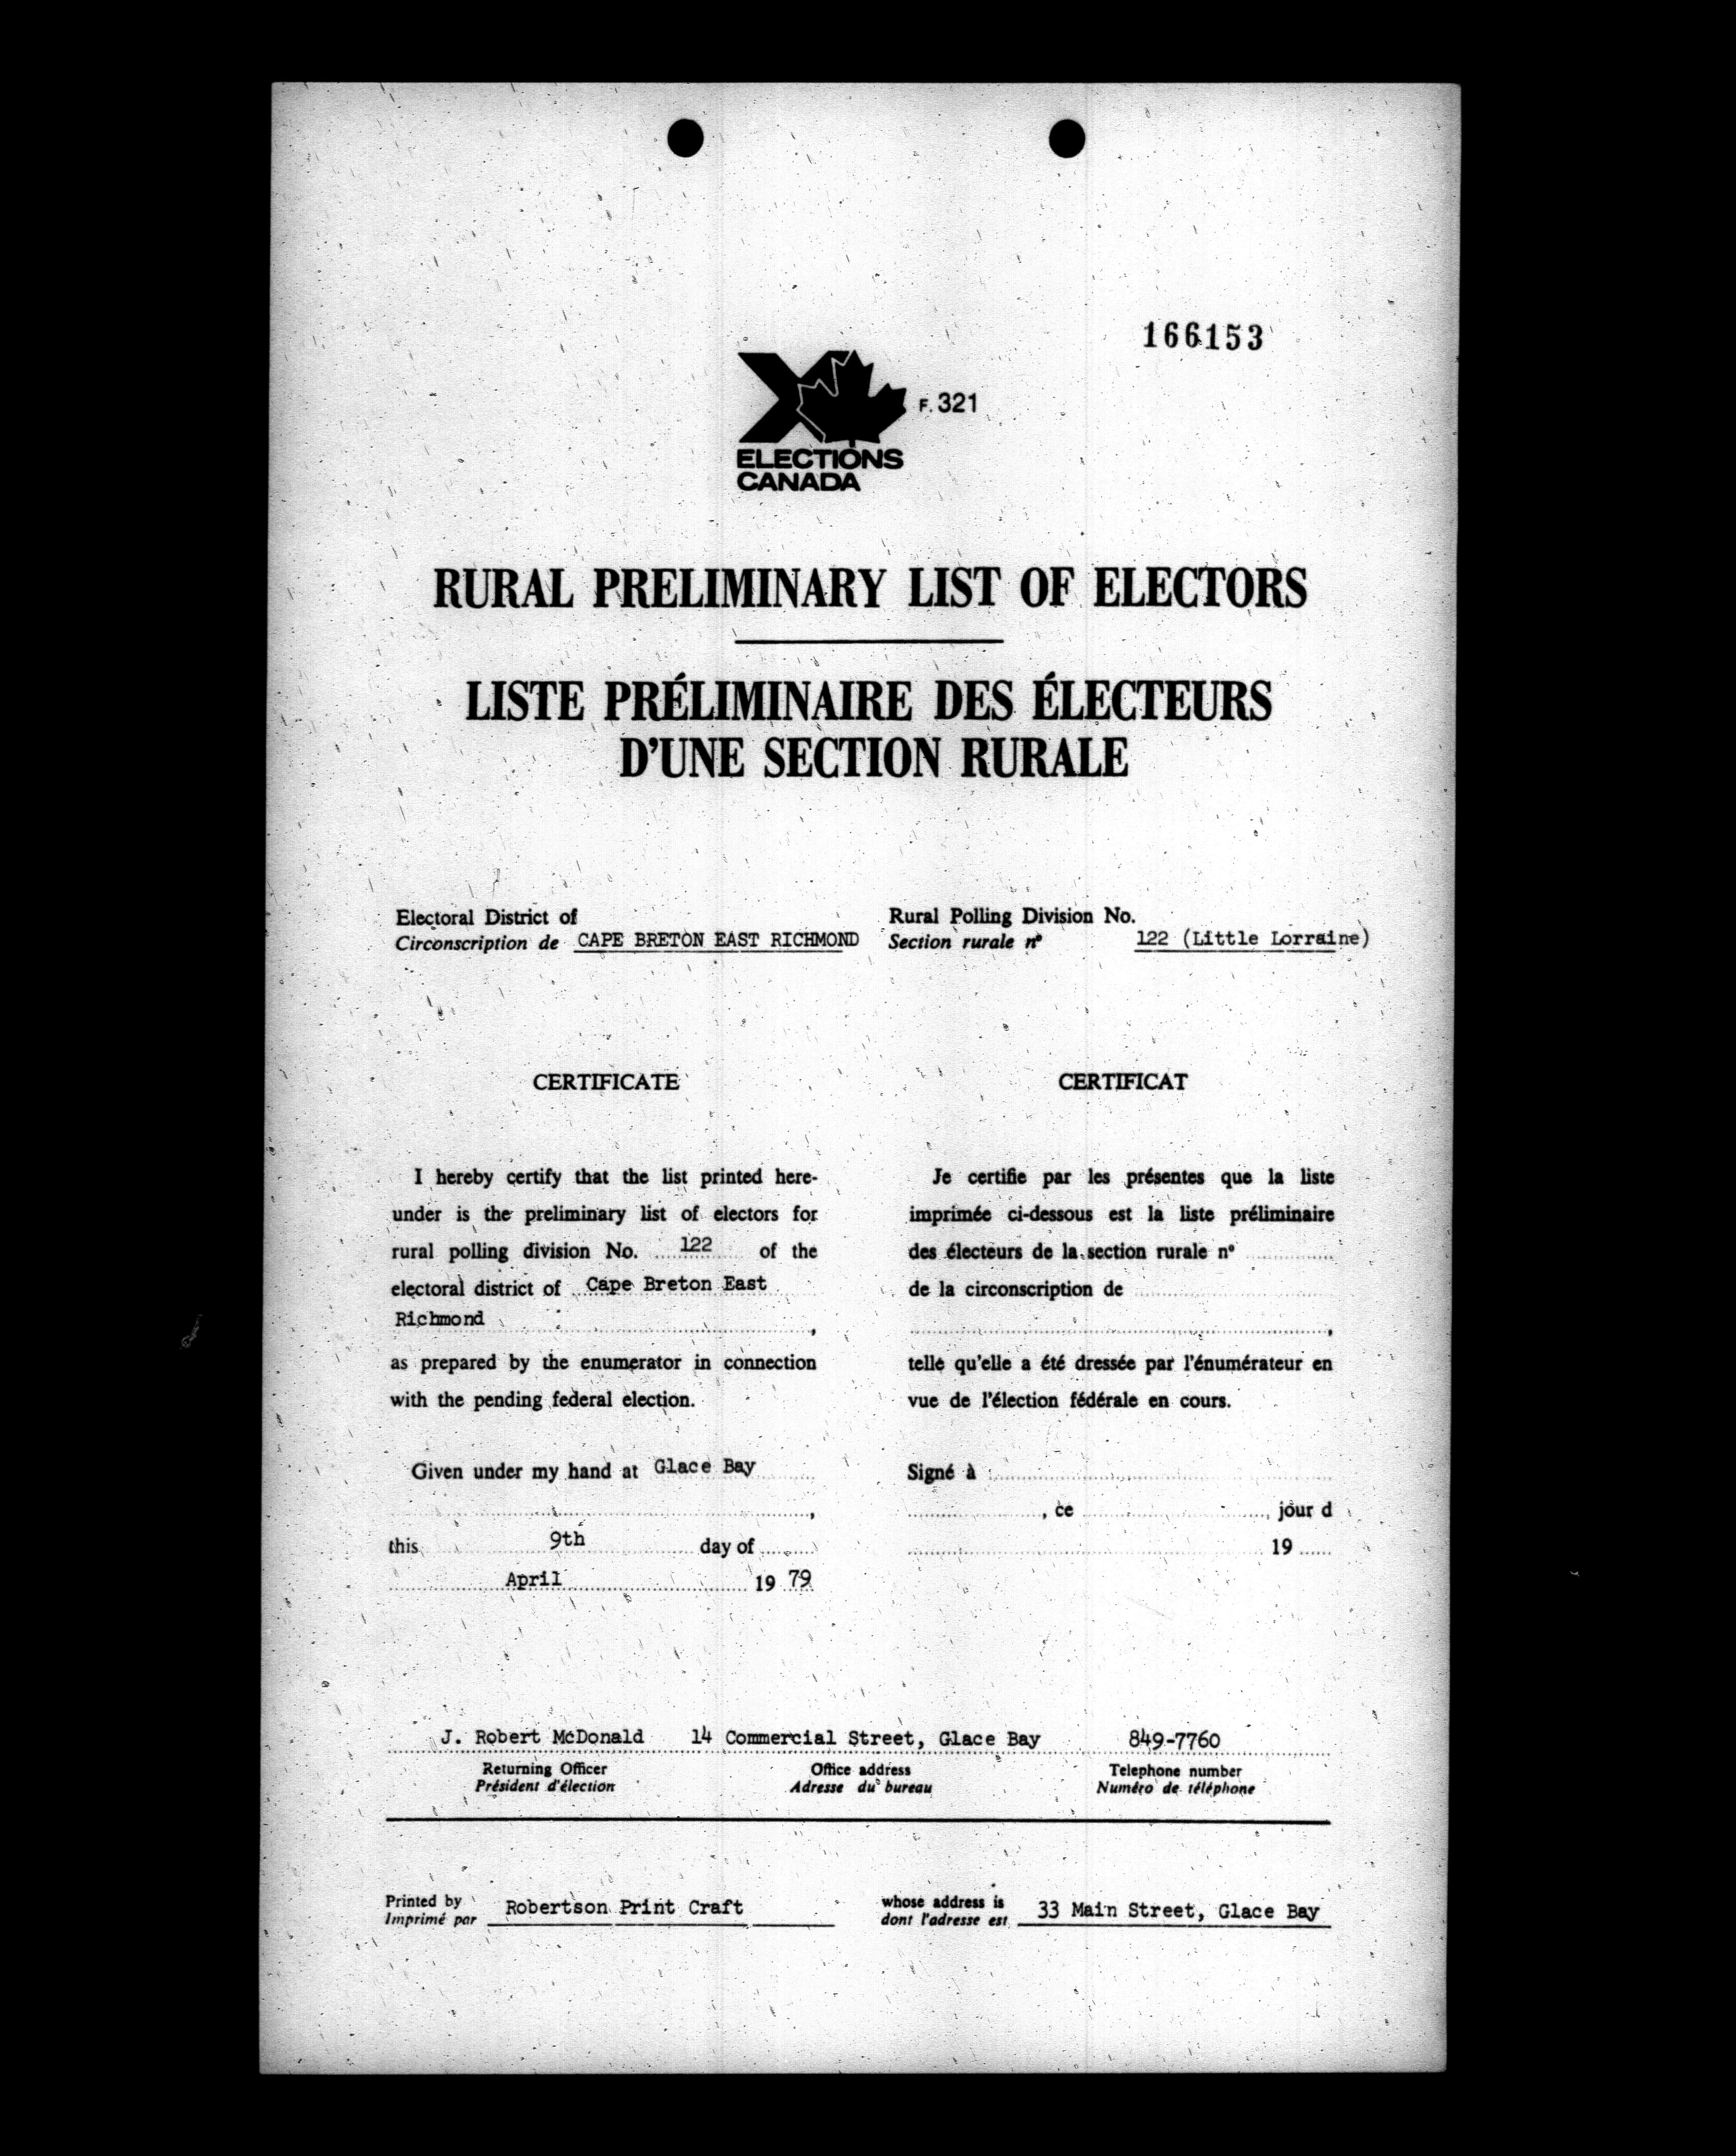 166153
F. 321
ELECTIONS
CANADA
RURAL PRELIMINARY LIST OF ELECTORS
LISTE PRÉLIMINAIRE DES ÉLECTEURS
D'UNE SECTION RURALE
Electoral District of
Circonscription de CAPE BRETON EAST RICHMOND
Rural Polling Division No.
Section rurale nº 122 (Little Lorraine)
CERTIFICATE
I hereby certify that the list printed here-
under is the preliminary list of electors for
rural polling division No. 122 of the
electoral district of Cape Breton East
Richmond ,
as prepared by the enumerator in connection
with the pending federal election.
Given under my hand at Glace Bay
,
this 9th day of
April 19 79
CERTIFICAT
Je certifie par les présentes que la liste
imprimée ci-dessous est la liste préliminaire
des électeurs de la section rurale nº
de la circonscription de
,
telle qu'elle a été dressée par l'énumérateur en
vue de l'élection fédérale en cours.
Signé à
, ce , jour d
19
J. Robert McDonald 14 Commercial Street, Glace Bay 849-7760
Returning Officer Office address Telephone number
Président d'élection Adresse du bureau Numéro de téléphone
Printed by
Imprimé par Robertson Print Craft
whose address is
dont l'adresse est 33 Main Street, Glace Bay